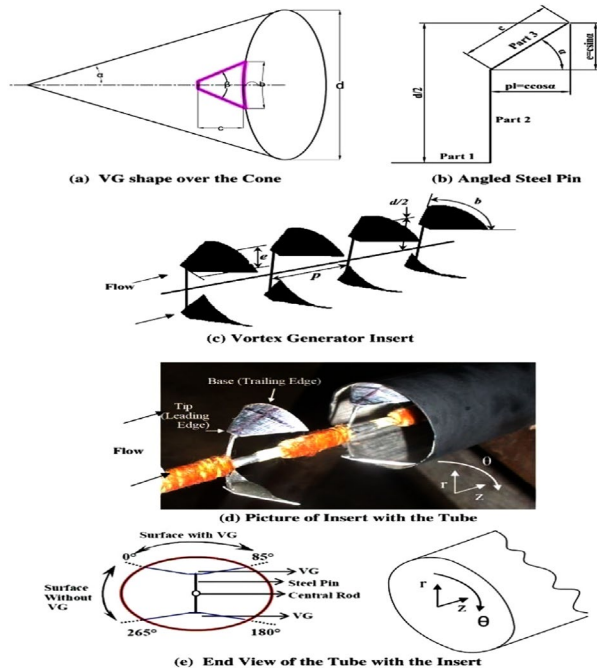 α
β
b
c
d
(a) VG shape over the Cone
c
Part 3
α
e=csinα
pl=ccosα
d/2
Part 2
Part 1
(b) Angled Steel Pin
d/2
b
e
p
Flow
(c) Vortex Generator Insert
Base (Trailing Edge)
Tip
(Leading
Edge)
Flow
θ
r
z
(d) Picture of Insert with the Tube
Surface with VG
0°
85°
VG
Steel Pin
Central Rod
VG
Surface
Without
VG
265°
180°
r
z
θ
(e) End View of the Tube with the Insert